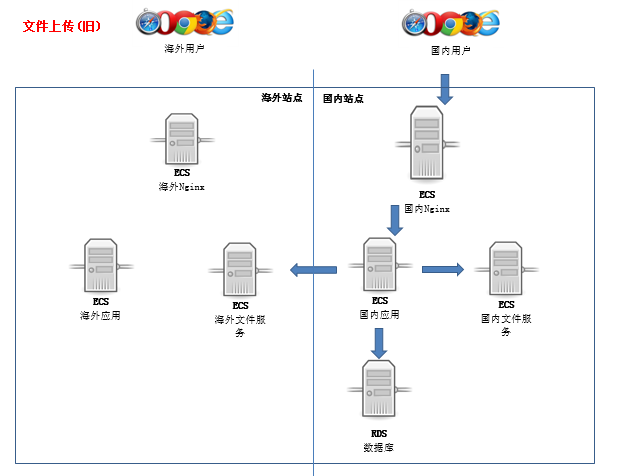 文件上传(旧)
海外用户
国内用户
海外站点
国内站点
ECS
海外Nginx
ECS
国内Nginx
ECS
海外应用
ECS
海外文件服
务
ECS
国内应用
ECS
国内文件服
务
RDS
数据库